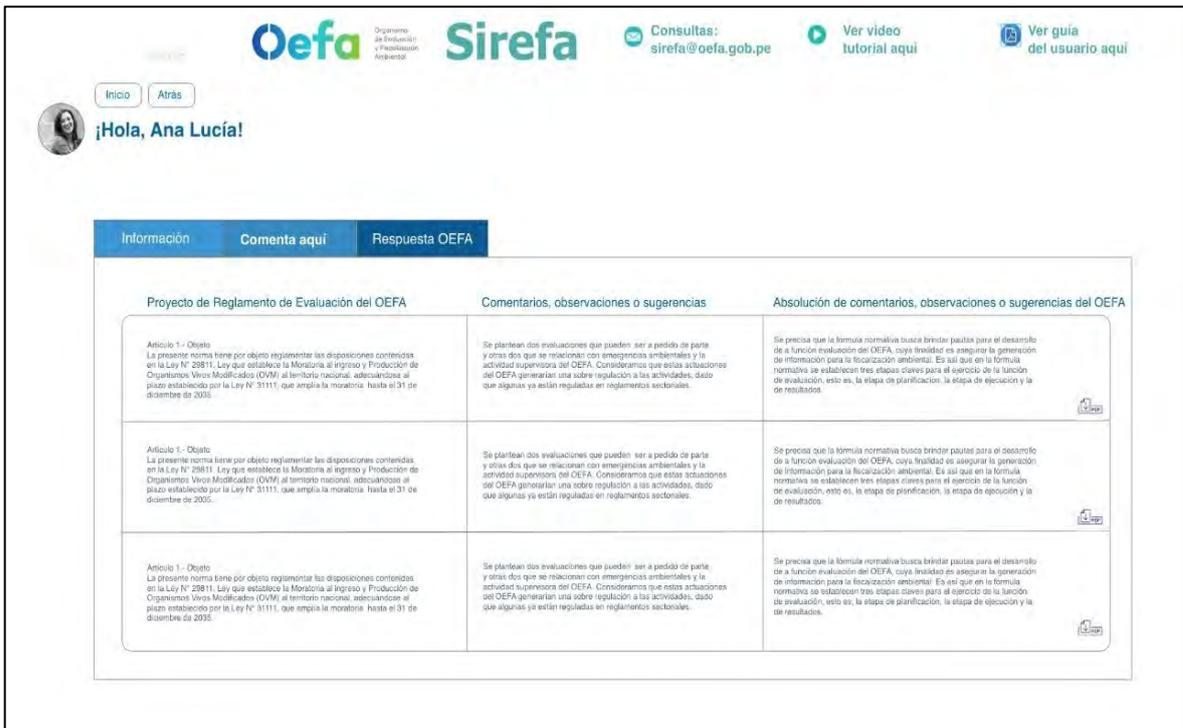 Oefa
Organismo
de Evaluación
y Fiscalización
Ambiental
Sirefa
Consultas:
sirefa@oefa.gob.pe
Ver video
tutorial aquí
Ver guía
del usuario aquí
Inicio
Atrás
¡Hola, Ana Lucía!
Información
Comenta aquí
Respuesta OEFA
Proyecto de Reglamento de Evaluación del OEFA
Comentarios, observaciones o sugerencias
Absolución de comentarios, observaciones o sugerencias del OEFA
Artículo 1.- Objeto
La presente norma tiene por objeto reglamentar las disposiciones contenidas
en la Ley N° 29811, Ley que establece la Moratoria al ingreso y Producción de
Organismos Vivos Modificados (OVM) al territorio nacional, adecuándose al
plazo establecido por la Ley N° 31111, que amplía la moratoria hasta el 31 de
diciembre de 2035.
Se plantean dos evaluaciones que pueden ser a pedido de parte
y otras dos que se relacionan con emergencias ambientales y la
actividad supervisora del OEFA. Consideramos que estas actuaciones
del OEFA generarían una sobre regulación a las actividades, dado
que algunas ya están reguladas en reglamentos sectoriales.
Se precisa que la fórmula normativa busca brindar pautas para el desarrollo
de a función evaluación del OEFA, cuya finalidad es asegurar la generación
de información para la fiscalización ambiental. Es así que en la fórmula
normativa se establecen tres etapas claves para el ejercicio de la función
de evaluación, esto es, la etapa de planificación, la etapa de ejecución y la
de resultados.
PDF
Artículo 1.- Objeto
La presente norma tiene por objeto reglamentar las disposiciones contenidas
en la Ley N° 29811, Ley que establece la Moratoria al ingreso y Producción de
Organismos Vivos Modificados (OVM) al territorio nacional, adecuándose al
plazo establecido por la Ley N° 31111, que amplía la moratoria hasta el 31 de
diciembre de 2035.
Se plantean dos evaluaciones que pueden ser a pedido de parte
y otras dos que se relacionan con emergencias ambientales y la
actividad supervisora del OEFA. Consideramos que estas actuaciones
del OEFA generarían una sobre regulación a las actividades, dado
que algunas ya están reguladas en reglamentos sectoriales.
Se precisa que la fórmula normativa busca brindar pautas para el desarrollo
de a función evaluación del OEFA, cuya finalidad es asegurar la generación
de información para la fiscalización ambiental. Es así que en la fórmula
normativa se establecen tres etapas claves para el ejercicio de la función
de evaluación, esto es, la etapa de planificación, la etapa de ejecución y la
de resultados.
PDF
Artículo 1.- Objeto
La presente norma tiene por objeto reglamentar las disposiciones contenidas
en la Ley N° 29811, Ley que establece la Moratoria al ingreso y Producción de
Organismos Vivos Modificados (OVM) al territorio nacional, adecuándose al
plazo establecido por la Ley N° 31111, que amplía la moratoria hasta el 31 de
diciembre de 2035.
Se plantean dos evaluaciones que pueden ser a pedido de parte
y otras dos que se relacionan con emergencias ambientales y la
actividad supervisora del OEFA. Consideramos que estas actuaciones
del OEFA generarían una sobre regulación a las actividades, dado
que algunas ya están reguladas en reglamentos sectoriales.
Se precisa que la fórmula normativa busca brindar pautas para el desarrollo
de a función evaluación del OEFA, cuya finalidad es asegurar la generación
de información para la fiscalización ambiental. Es así que en la fórmula
normativa se establecen tres etapas claves para el ejercicio de la función
de evaluación, esto es, la etapa de planificación, la etapa de ejecución y la
de resultados.
PDF